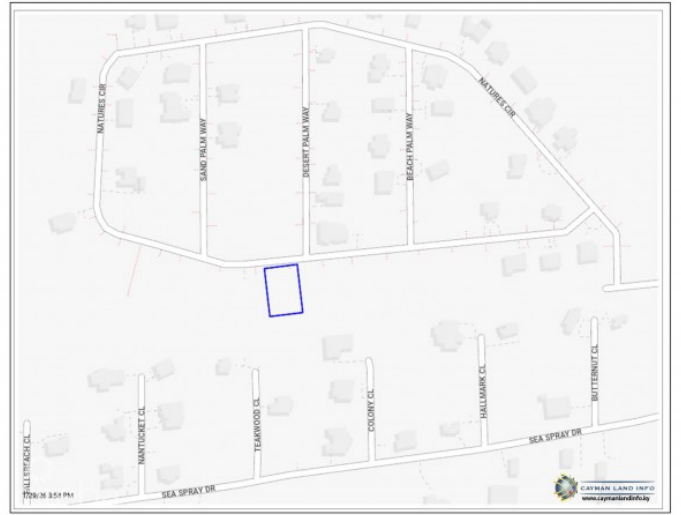 NATURES CIR
NATURES CIR
SAND PALM WAY
DESERT PALM WAY
BEACH PALM WAY
NANTUCKET CL
TEAKWOOD CL
COLONY CL
HALLMARK CL
BUTTERNUT CL
SEA SPRAY DR
SEA SPRAY DR
CAYMAN LAND INFO
www.caymanlandinfo.ky